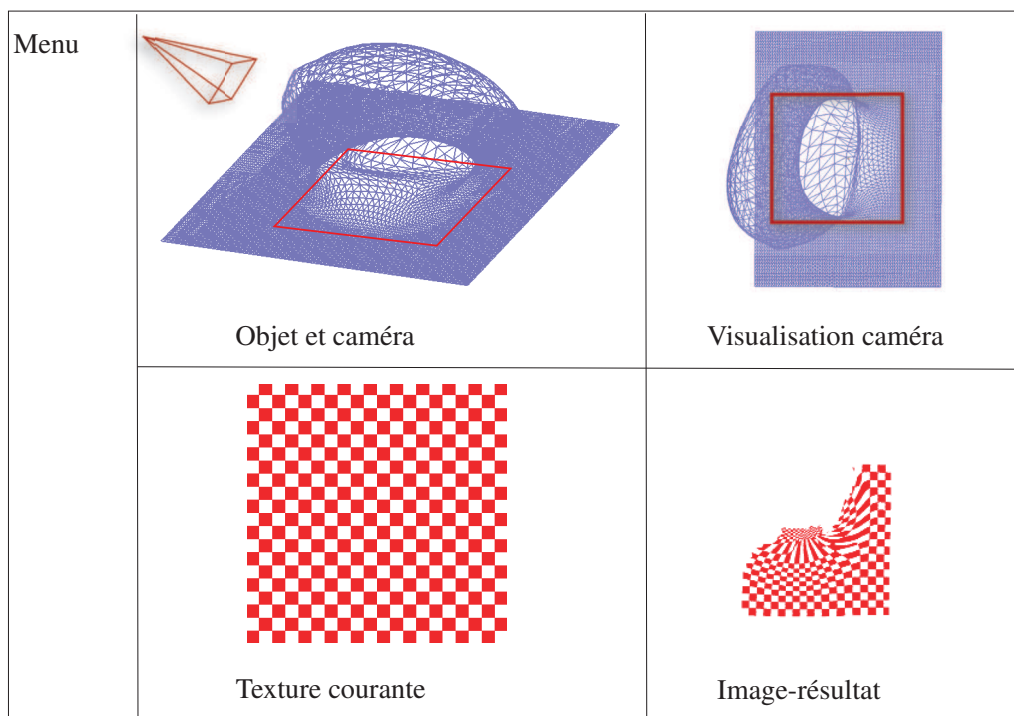 Menu
Objet et caméra
Visualisation caméra
Texture courante
Image-résultat